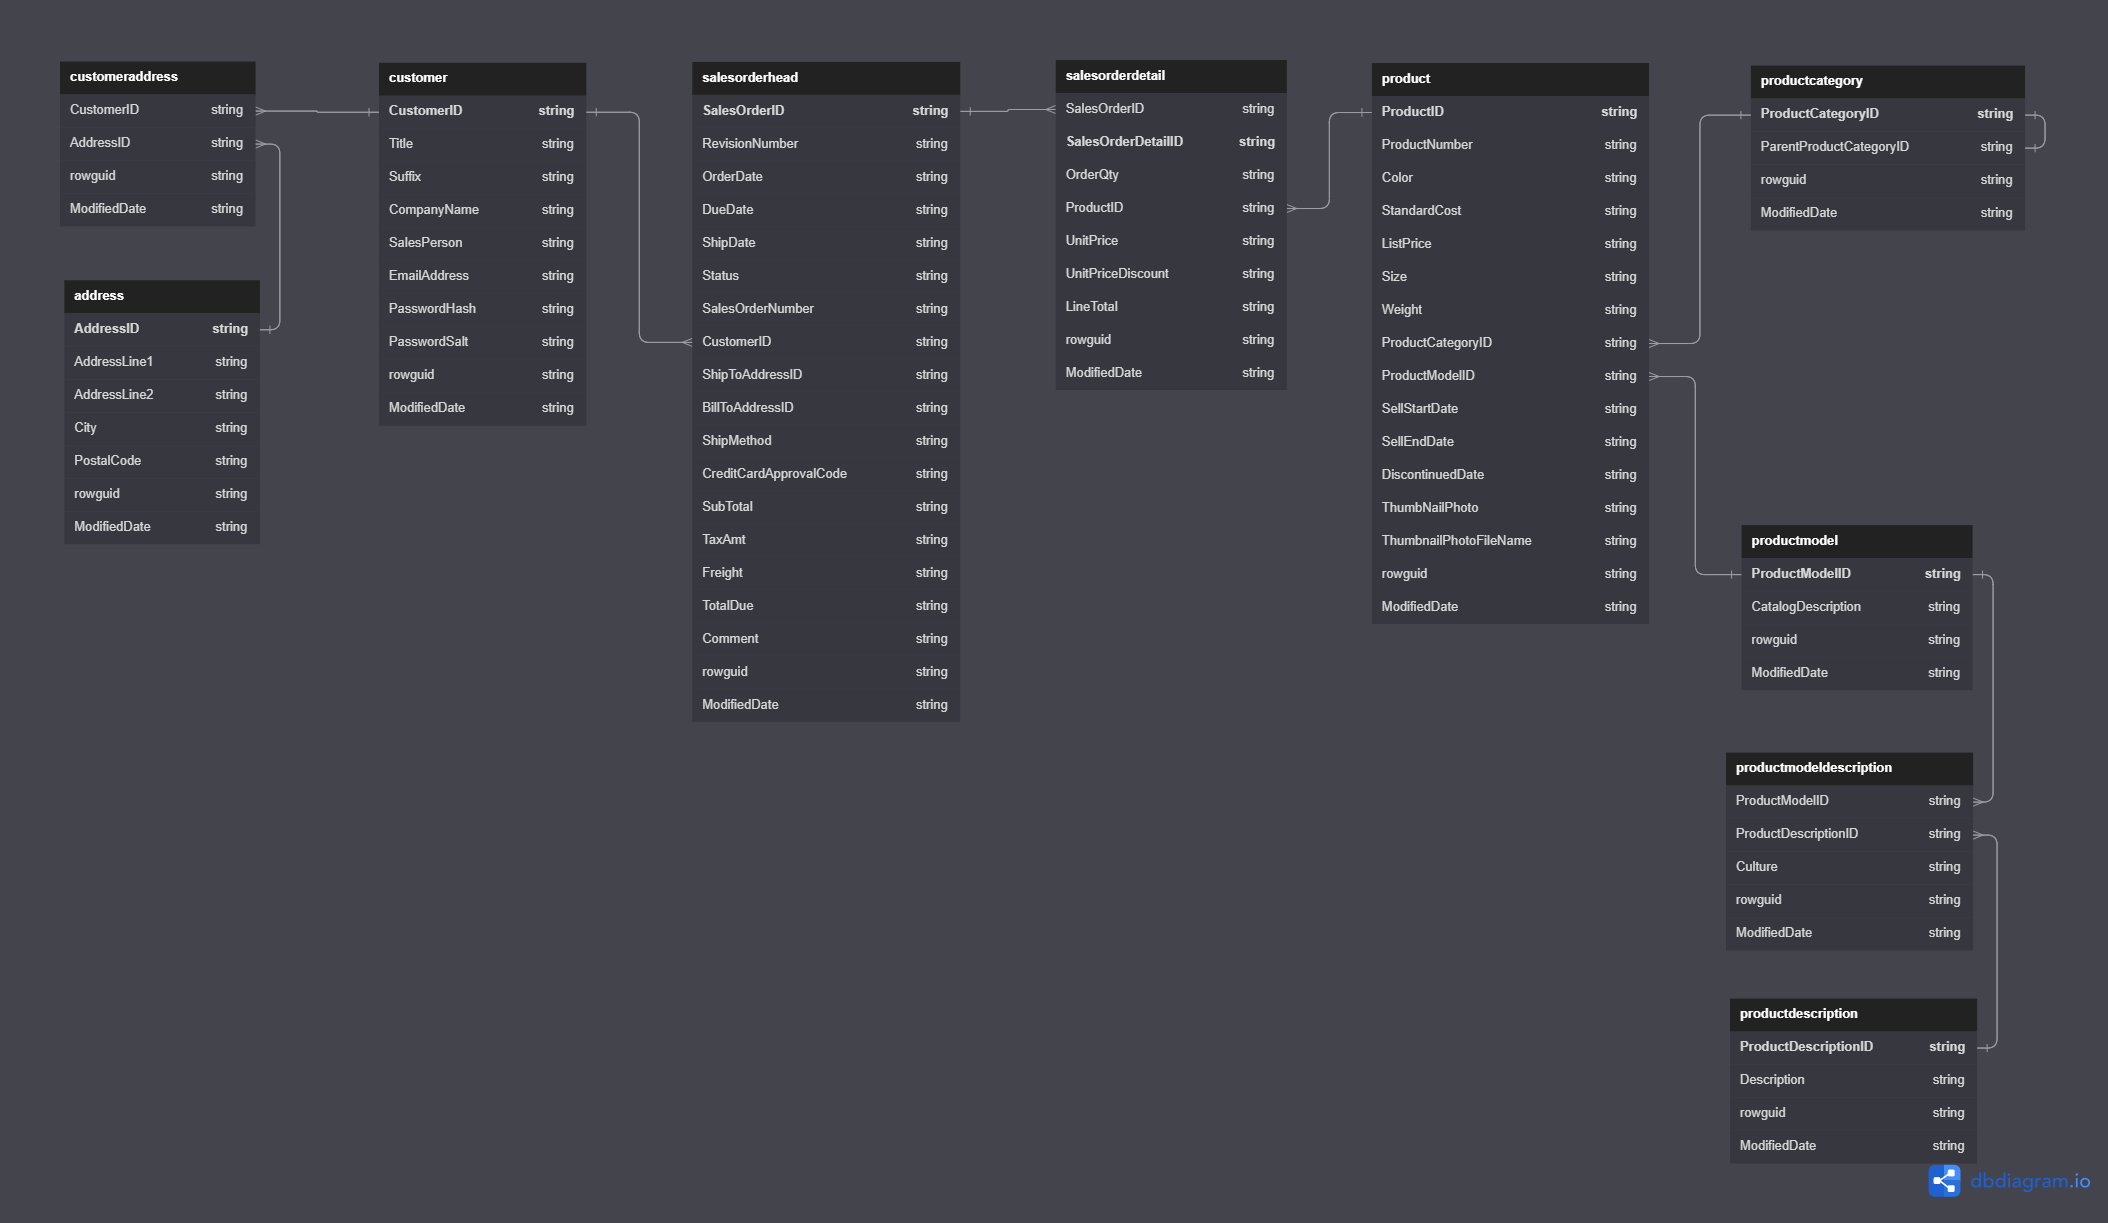 customeraddress
CustomerID string
AddressID string
rowguid string
ModifiedDate string
address
AddressID string
AddressLine1 string
AddressLine2 string
City string
PostalCode string
rowguid string
ModifiedDate string
customer
CustomerID string
Title string
Suffix string
CompanyName string
SalesPerson string
EmailAddress string
PasswordHash string
PasswordSalt string
rowguid string
ModifiedDate string
salesorderhead
SalesOrderID string
RevisionNumber string
OrderDate string
DueDate string
ShipDate string
Status string
SalesOrderNumber string
CustomerID string
ShipToAddressID string
BillToAddressID string
ShipMethod string
CreditCardApprovalCode string
SubTotal string
TaxAmt string
Freight string
TotalDue string
Comment string
rowguid string
ModifiedDate string
salesorderdetail
SalesOrderID string
SalesOrderDetailID string
OrderQty string
ProductID string
UnitPrice string
UnitPriceDiscount string
LineTotal string
rowguid string
ModifiedDate string
product
ProductID string
ProductNumber string
Color string
StandardCost string
ListPrice string
Size string
Weight string
ProductCategoryID string
ProductModelID string
SellStartDate string
SellEndDate string
DiscontinuedDate string
ThumbNailPhoto string
ThumbnailPhotoFileName string
rowguid string
ModifiedDate string
productcategory
ProductCategoryID string
ParentProductCategoryID string
rowguid string
ModifiedDate string
productmodel
ProductModelID string
CatalogDescription string
rowguid string
ModifiedDate string
productmodeldescription
ProductModelID string
ProductDescriptionID string
Culture string
rowguid string
ModifiedDate string
productdescription
ProductDescriptionID string
Description string
rowguid string
ModifiedDate string
dbdiagram.io